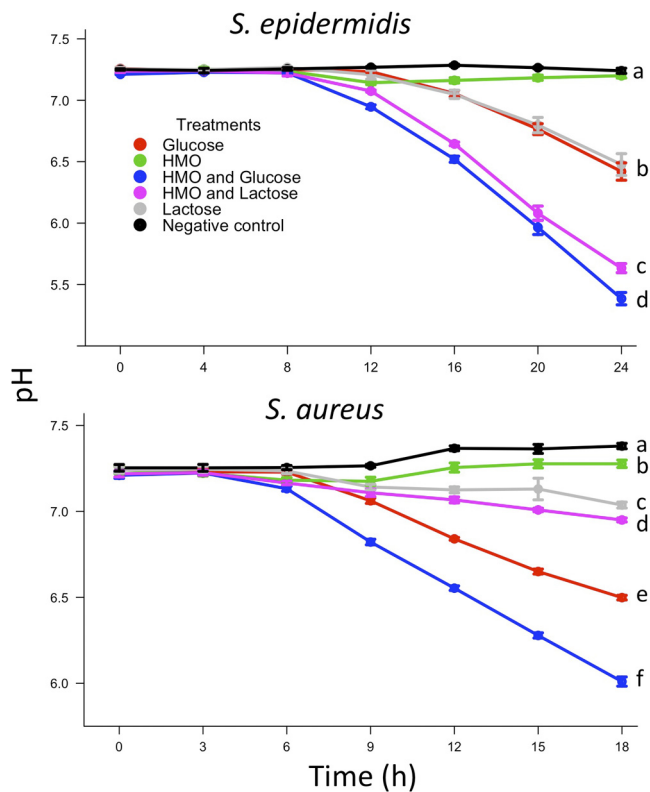 S. epidermidis
7.5
7.0
6.5
6.0
5.5
Treatments
Glucose
HMO
HMO and Glucose
HMO and Lactose
Lactose
Negative control
a
b
c
d
0 4 8 12 16 20 24
pH
S. aureus
7.5
7.0
6.5
6.0
a
b
c
d
e
f
0 3 6 9 12 15 18
Time (h)